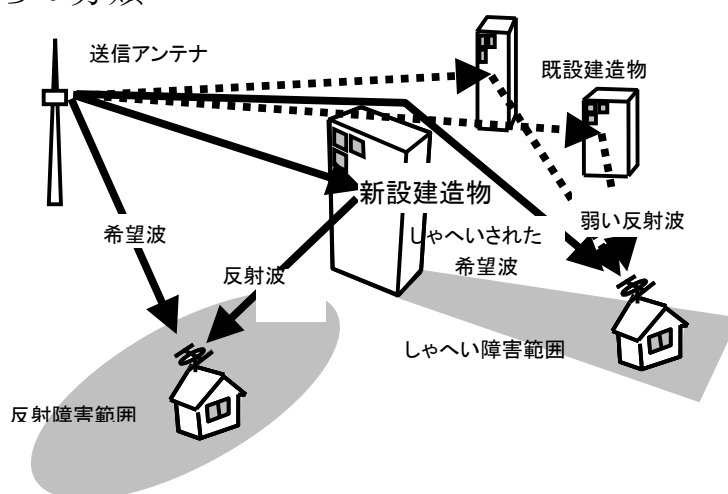 送信アンテナ
既設建造物
新設建造物
希望波
しゃへいされた
希望波
弱い反射波
反射波
しゃへい障害範囲
反射障害範囲